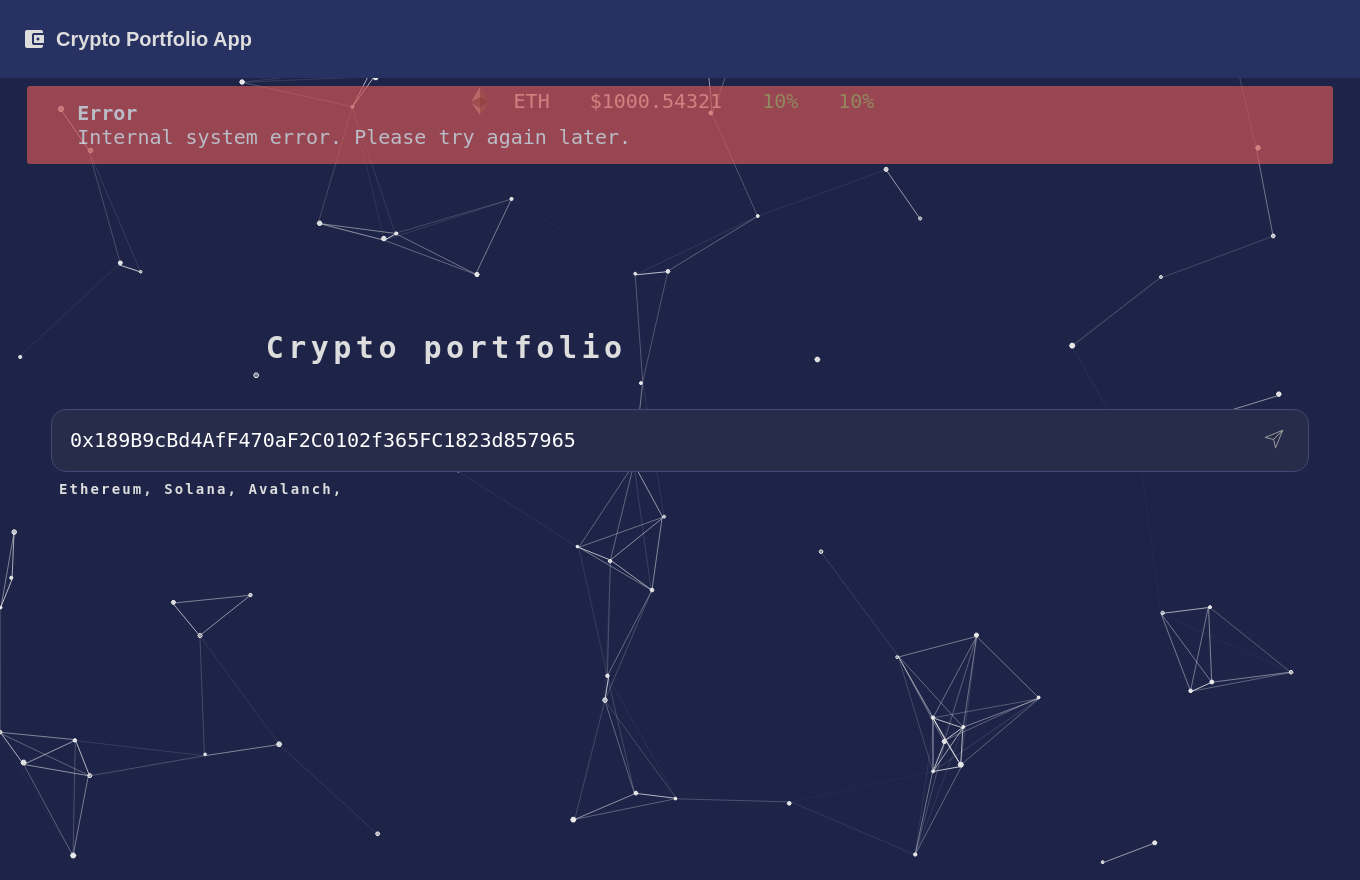 Crypto Portfolio App
ETH $1000.54321 10% 10%
Error
Internal system error. Please try again later.
Crypto portfolio
0x189B9cBd4AfF470aF2C0102f365FC1823d857965
Ethereum, Solana, Avalanch,